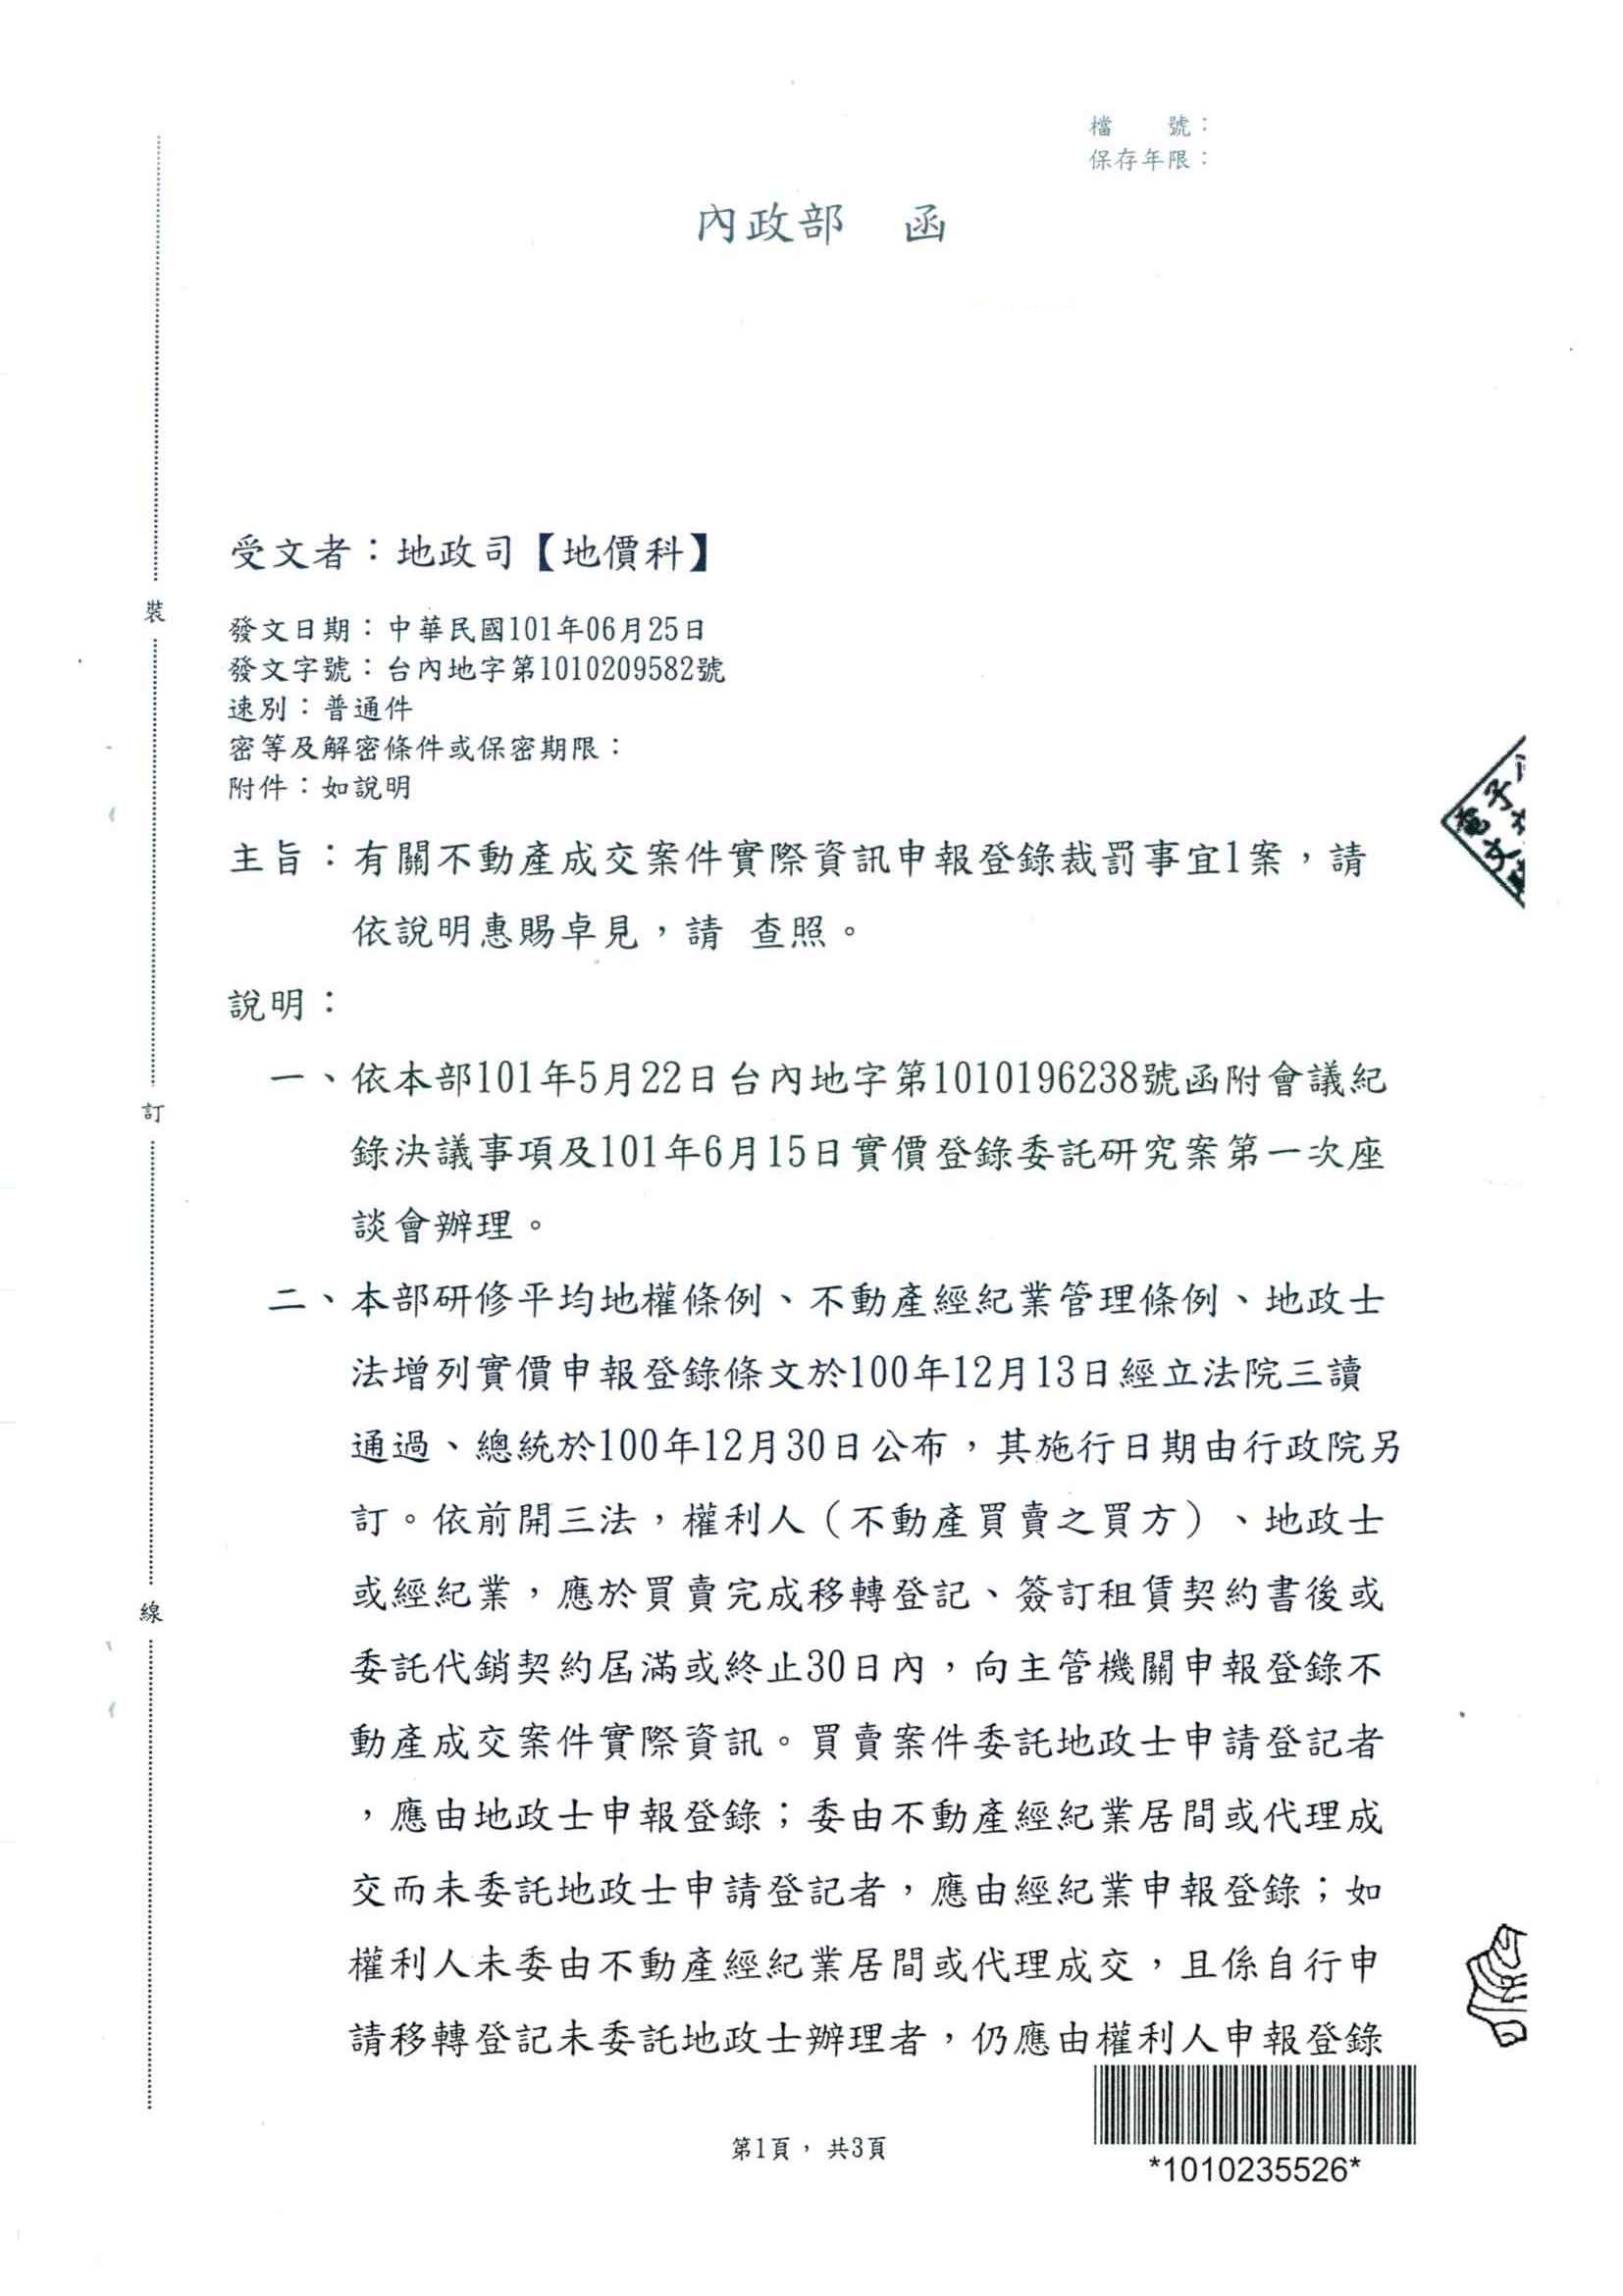 檔　　號：
保存年限：
內政部　函
受文者：地政司【地價科】
發文日期：中華民國101年06月25日
發文字號：台內地字第1010209582號
速別：普通件
密等及解密條件或保密期限：
附件：如說明
主旨：有關不動產成交案件實際資訊申報登錄裁罰事宜1案，請
依說明惠賜卓見，請 查照。
說明：
一、依本部101年5月22日台內地字第1010196238號函附會議紀
錄決議事項及101年6月15日實價登錄委託研究案第一次座
談會辦理。
二、本部研修平均地權條例、不動產經紀業管理條例、地政士
法增列實價申報登錄條文於100年12月13日經立法院三讀
通過、總統於100年12月30日公布，其施行日期由行政院另
訂。依前開三法，權利人（不動產買賣之買方）、地政士
或經紀業，應於買賣完成移轉登記、簽訂租賃契約書後或
委託代銷契約屆滿或終止30日內，向主管機關申報登錄不
動產成交案件實際資訊。買賣案件委託地政士申請登記者
，應由地政士申報登錄；委由不動產經紀業居間或代理成
交而未委託地政士申請登記者，應由經紀業申報登錄；如
權利人未委由不動產經紀業居間或代理成交，且係自行申
請移轉登記未委託地政士辦理者，仍應由權利人申報登錄
裝
訂
線
第1頁， 共3頁
*1010235526*
電子
文